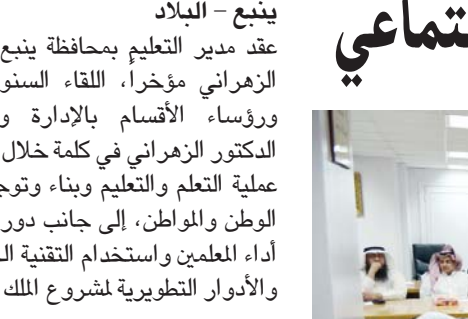 تماعي
ينبع – البلاد
عقد مدير التعليم بمحافظة ينبع
الزهراني مؤخراً، اللقاء السنو
ورؤساء الأقسام بالإدارة و
الدكتور الزهراني في كلمة خلال
عملية التعلم والتعليم وبناء وتوج
الوطن والمواطن، إلى جانب دور
أداء المعلمين واستخدام التقنية ال
والأدوار التطويرية لمشروع الملك